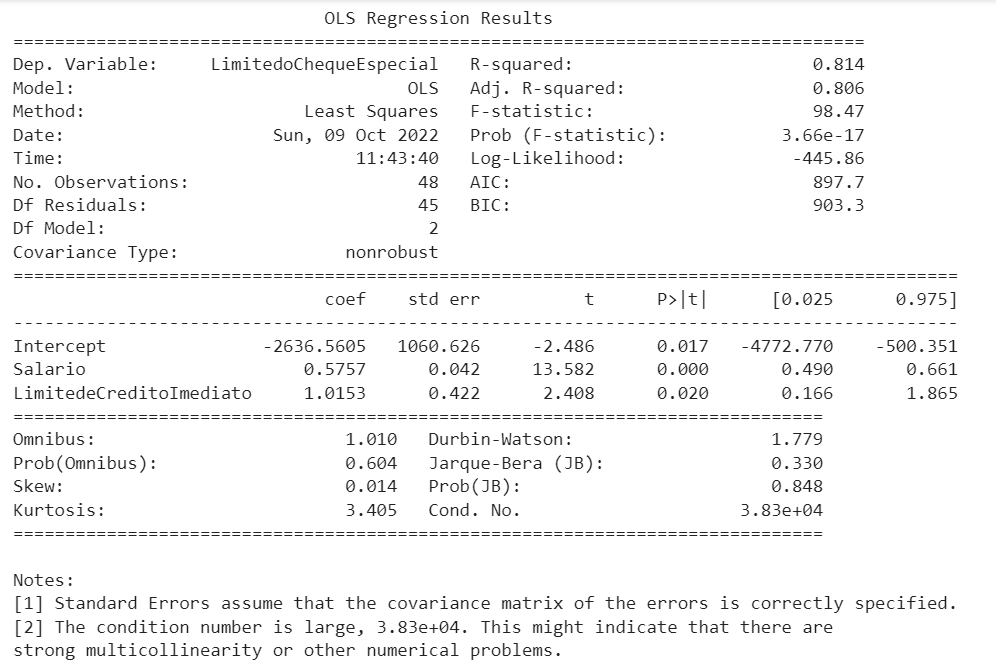 OLS Regression Results
==============================================================================
Dep. Variable: LimitedoChequeEspecial R-squared: 0.814
Model: OLS Adj. R-squared: 0.806
Method: Least Squares F-statistic: 98.47
Date: Sun, 09 Oct 2022 Prob (F-statistic): 3.66e-17
Time: 11:43:40 Log-Likelihood: -445.86
No. Observations: 48 AIC: 897.7
Df Residuals: 45 BIC: 903.3
Df Model: 2
Covariance Type: nonrobust
==============================================================================
coef std err t P>|t| [0.025 0.975]
------------------------------------------------------------------------------
Intercept -2636.5605 1060.626 -2.486 0.017 -4772.770 -500.351
Salario 0.5757 0.042 13.582 0.000 0.490 0.661
LimitedeCreditoImediato 1.0153 0.422 2.408 0.020 0.166 1.865
==============================================================================
Omnibus: 1.010 Durbin-Watson: 1.779
Prob(Omnibus): 0.604 Jarque-Bera (JB): 0.330
Skew: 0.014 Prob(JB): 0.848
Kurtosis: 3.405 Cond. No. 3.83e+04
==============================================================================
Notes:
[1] Standard Errors assume that the covariance matrix of the errors is correctly specified.
[2] The condition number is large, 3.83e+04. This might indicate that there are
strong multicollinearity or other numerical problems.